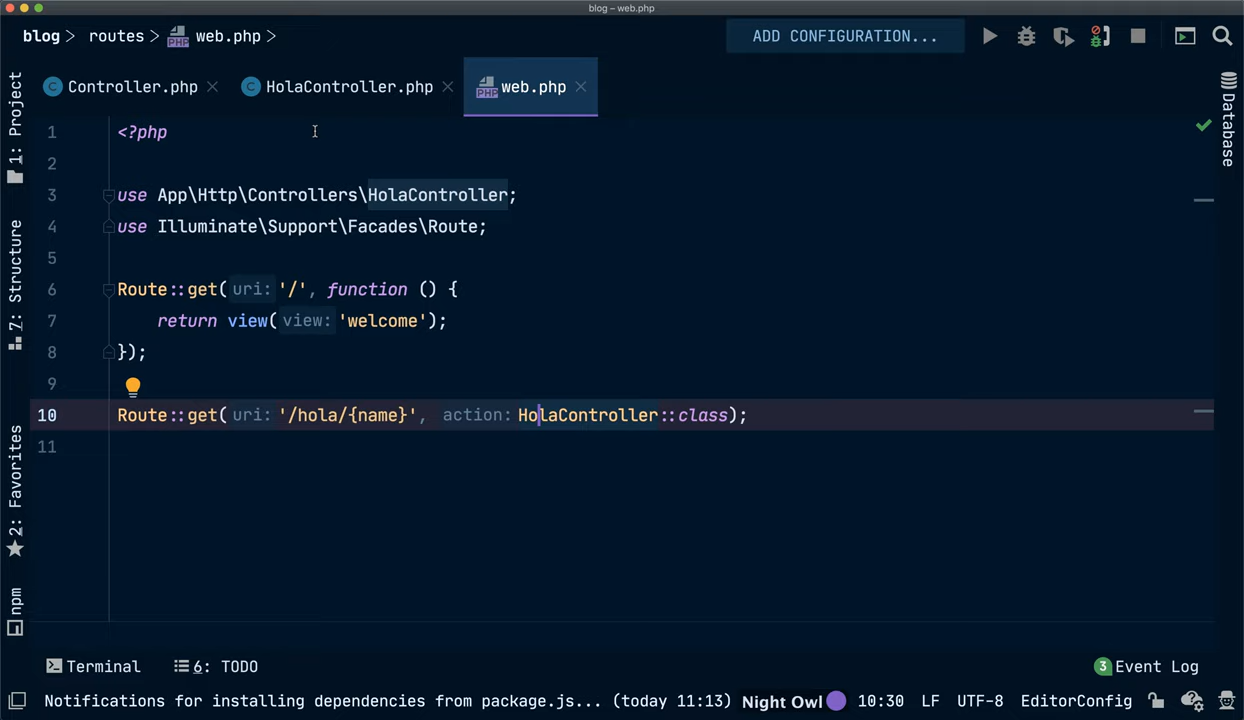 blog – web.php
blog > routes > PHP web.php >
ADD CONFIGURATION...
Controller.php
HolaController.php
PHP web.php
1: Project
7: Structure
2: Favorites
npm
Database
1 <?php
2
3 use App\Http\Controllers\HolaController;
4 use Illuminate\Support\Facades\Route;
5
6 Route::get( uri: '/', function () {
7 return view( view: 'welcome');
8 });
9
10 Route::get( uri: '/hola/{name}', action: HolaController::class);
11
Terminal
6: TODO
3 Event Log
Notifications for installing dependencies from package.js... (today 11:13) Night Owl 10:30 LF UTF-8 EditorConfig